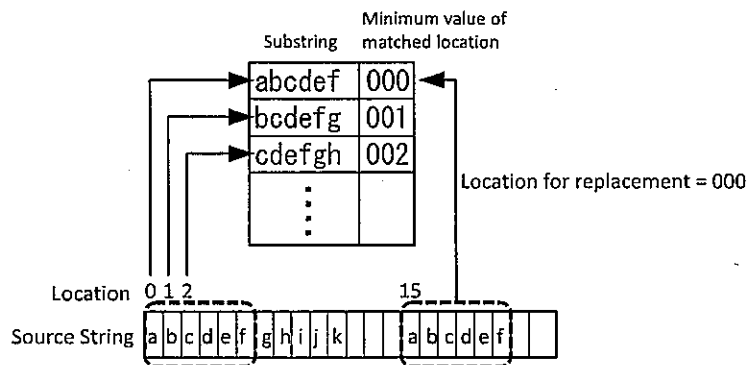 Minimum value of
Substring matched location
abcdef 000
bcdefg 001
cdefgh 002
Location for replacement = 000
Location 0 1 2 15
Source String a b c d e f g h i j k a b c d e f